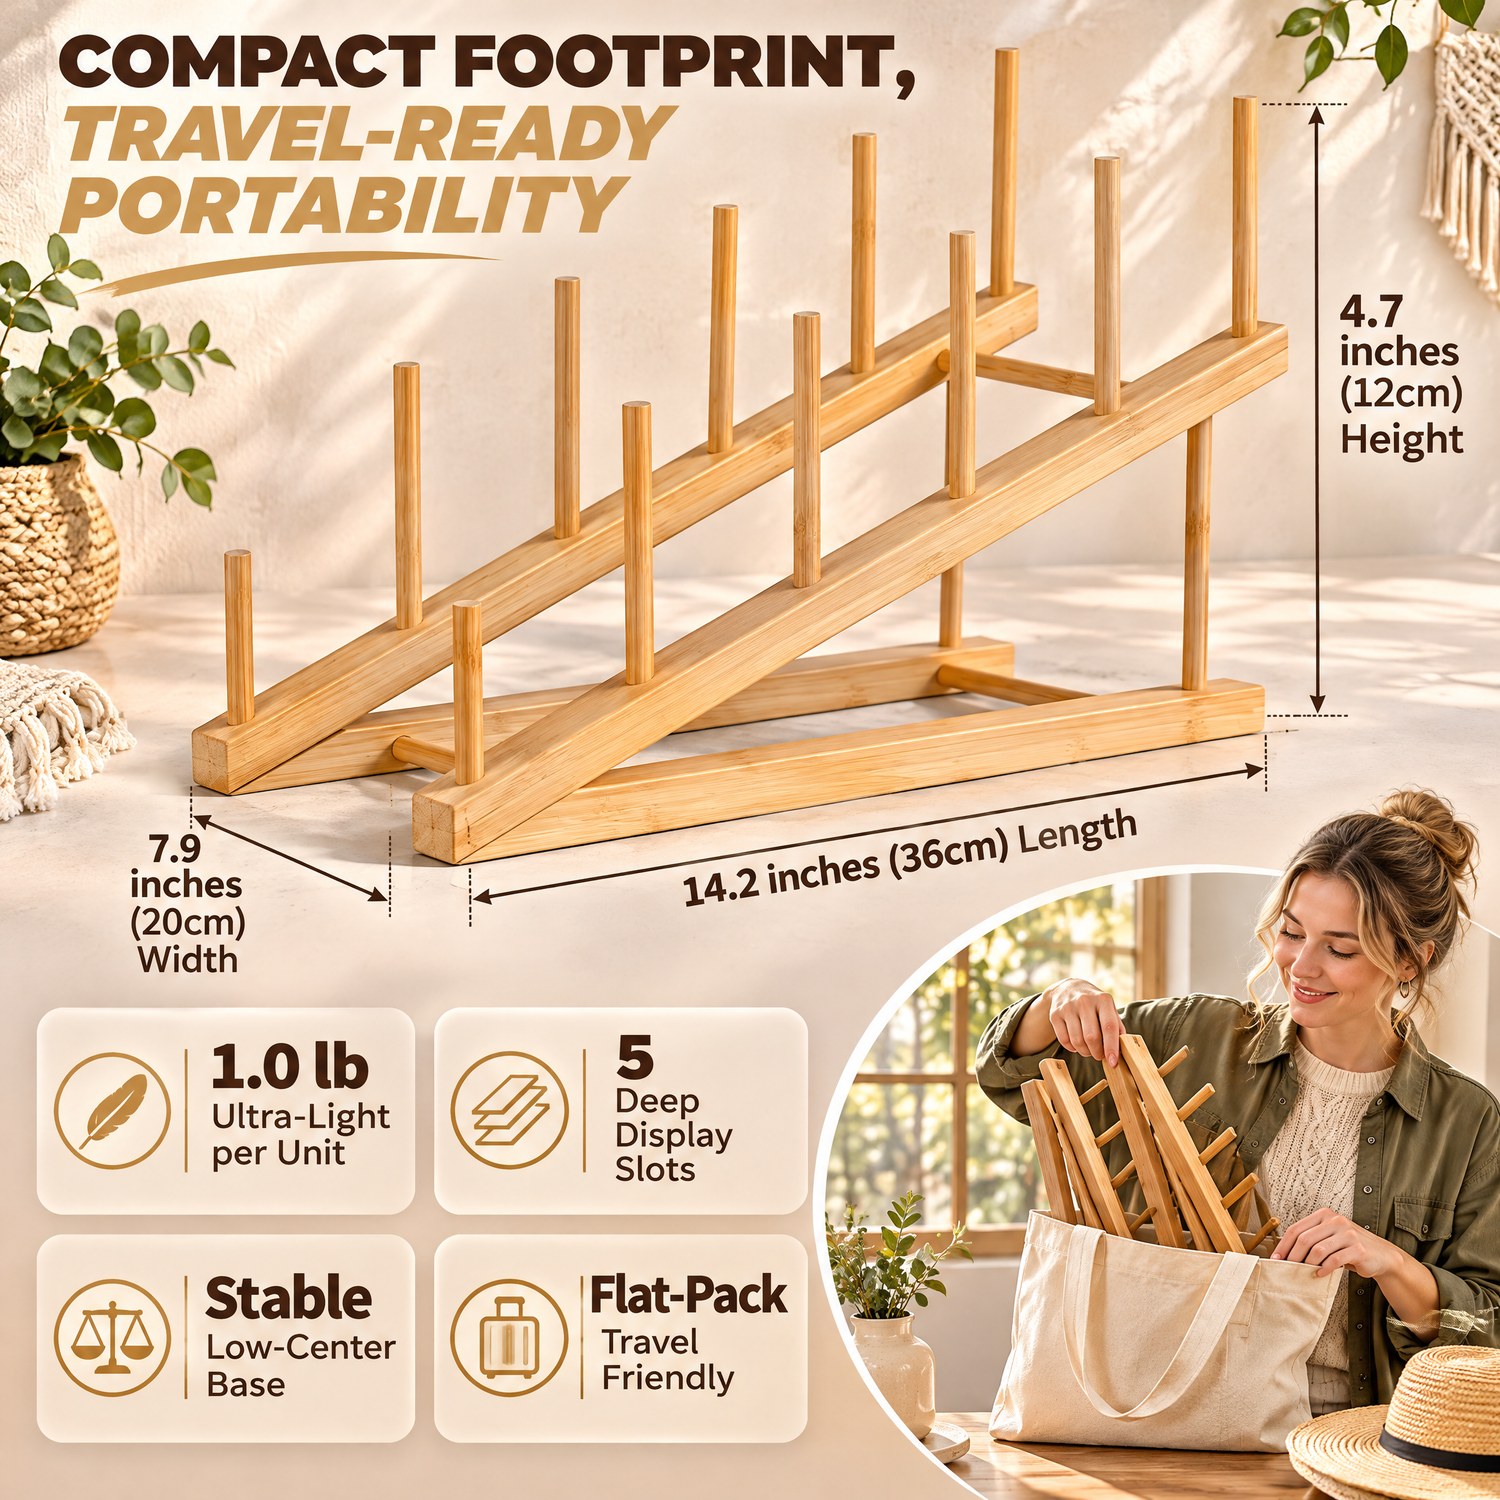 COMPACT FOOTPRINT,
TRAVEL-READY
PORTABILITY
4.7
inches
(12cm)
Height
7.9
inches
(20cm)
Width
14.2 inches (36cm) Length
1.0 lb
Ultra-Light
per Unit
5
Deep
Display
Slots
Stable
Low-Center
Base
Flat-Pack
Travel
Friendly